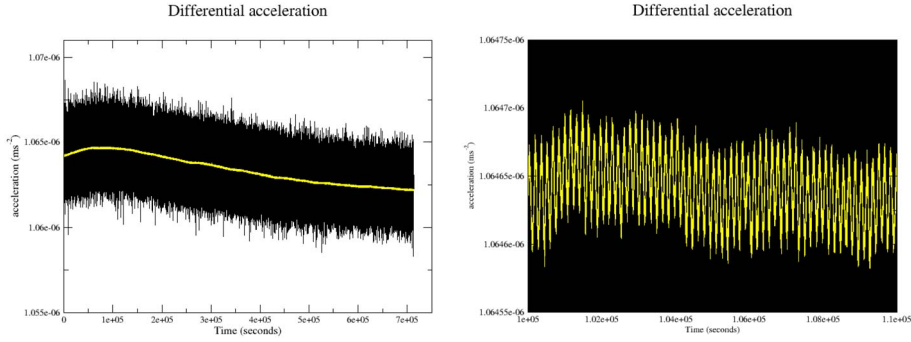 Differential acceleration
1.07e-06
1.065e-06
1.06e-06
1.055e-06
acceleration (ms-2)
0
1e+05
2e+05
3e+05
4e+05
5e+05
6e+05
7e+05
Time (seconds)
Differential acceleration
1.06475e-06
1.0647e-06
1.06465e-06
1.0646e-06
1.06455e-06
acceleration (ms-2)
1e+05
1.02e+05
1.04e+05
1.06e+05
1.08e+05
1.1e+05
Time (seconds)